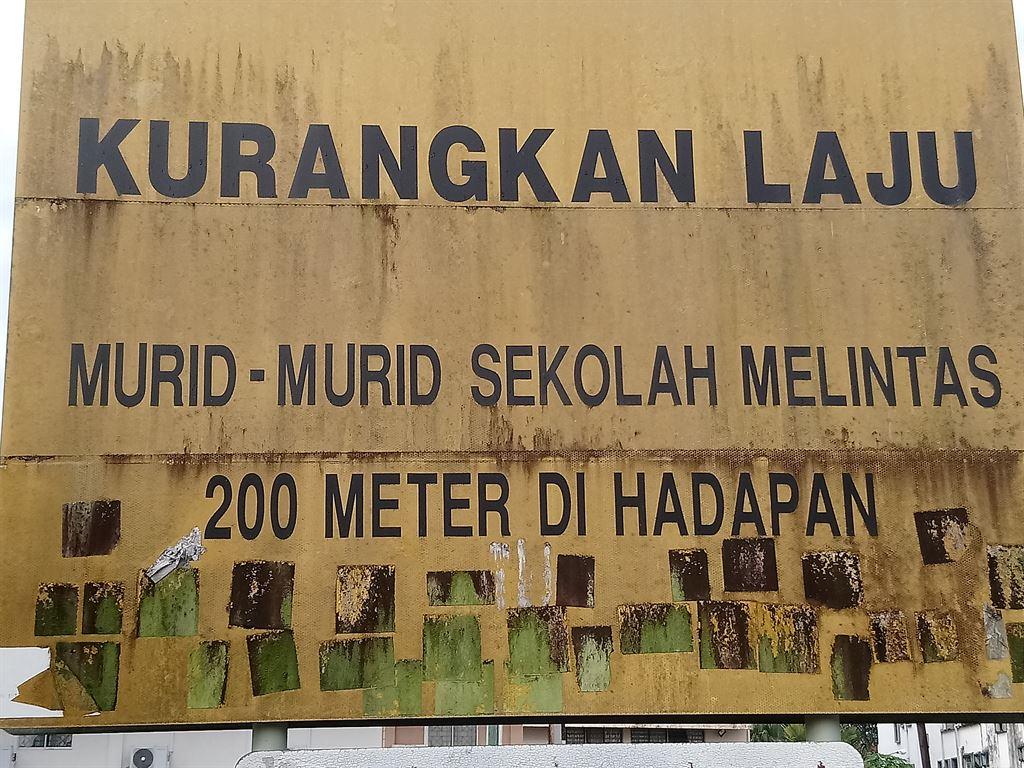 KURANGKAN LAJU
MURID-MURID SEKOLAH MELINTAS
200 METER DI HADAPAN